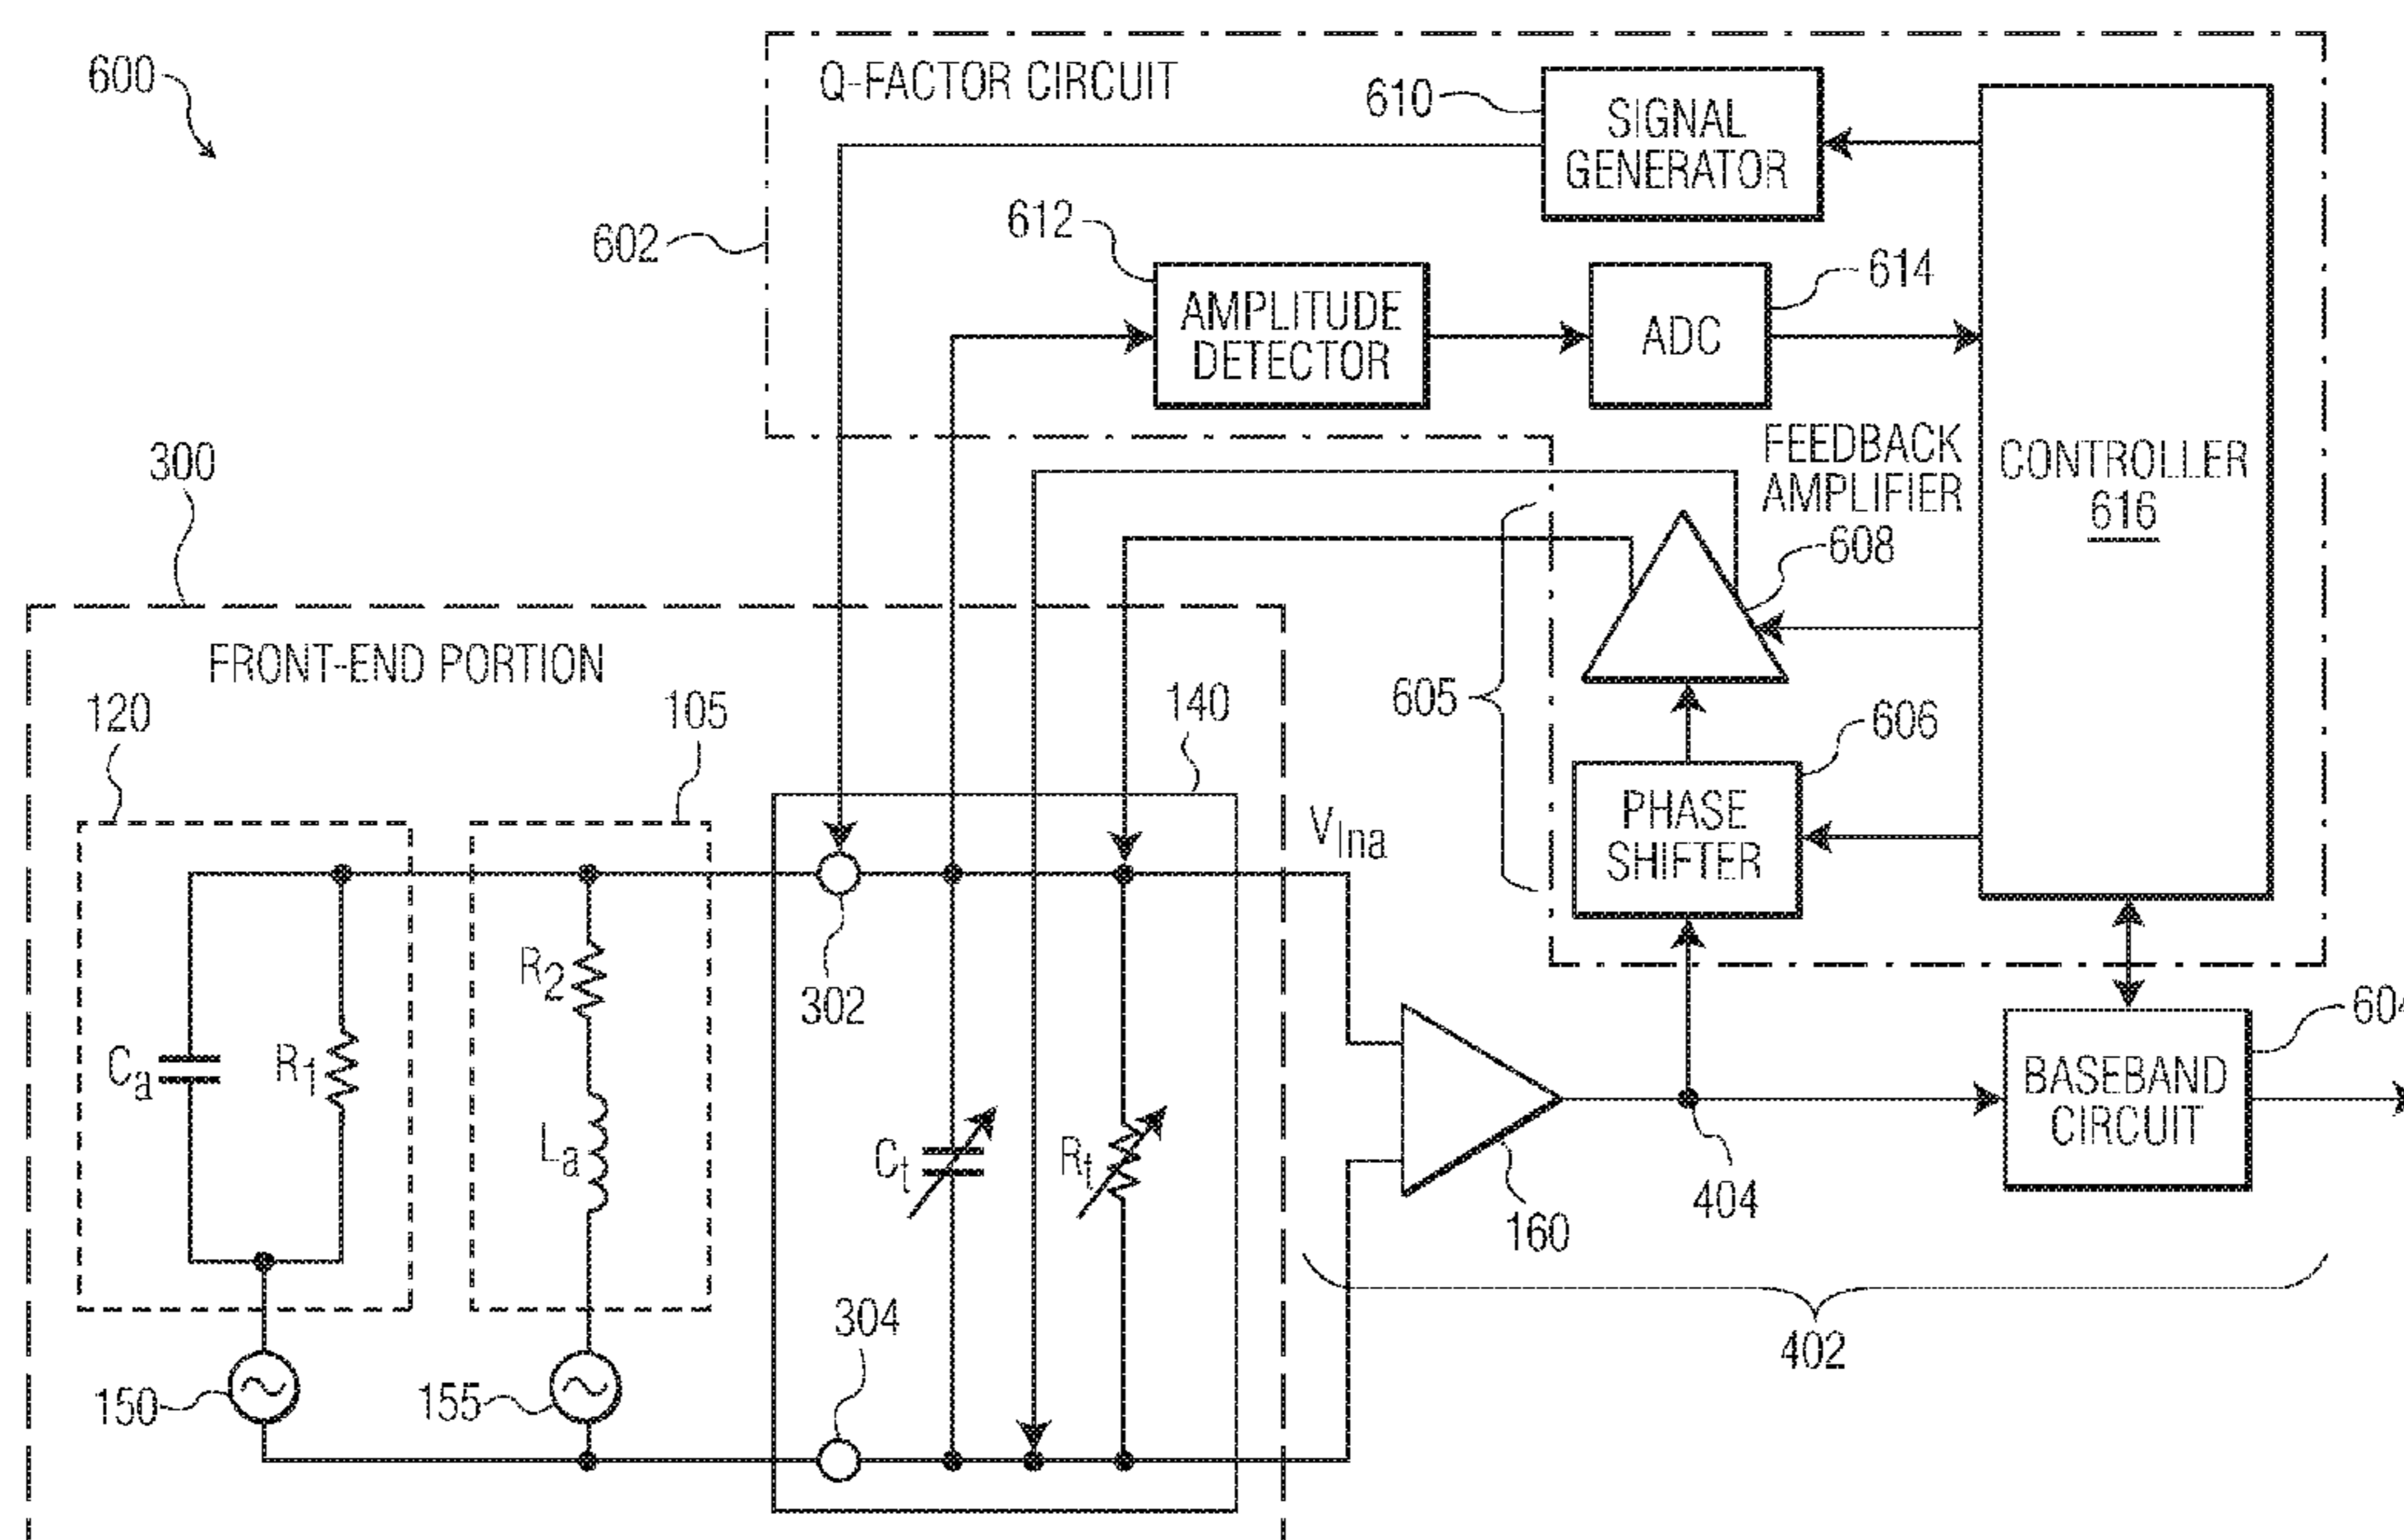 600
Q-FACTOR CIRCUIT
610
SIGNAL
GENERATOR
602
612
AMPLITUDE
DETECTOR
614
ADC
CONTROLLER
616
FEEDBACK
AMPLIFIER
608
605
606
PHASE
SHIFTER
300
FRONT-END PORTION
120
105
140
Vlna
302
R2
Ca
R1
La
Ct
Rt
304
150
155
160
404
604
BASEBAND
CIRCUIT
402